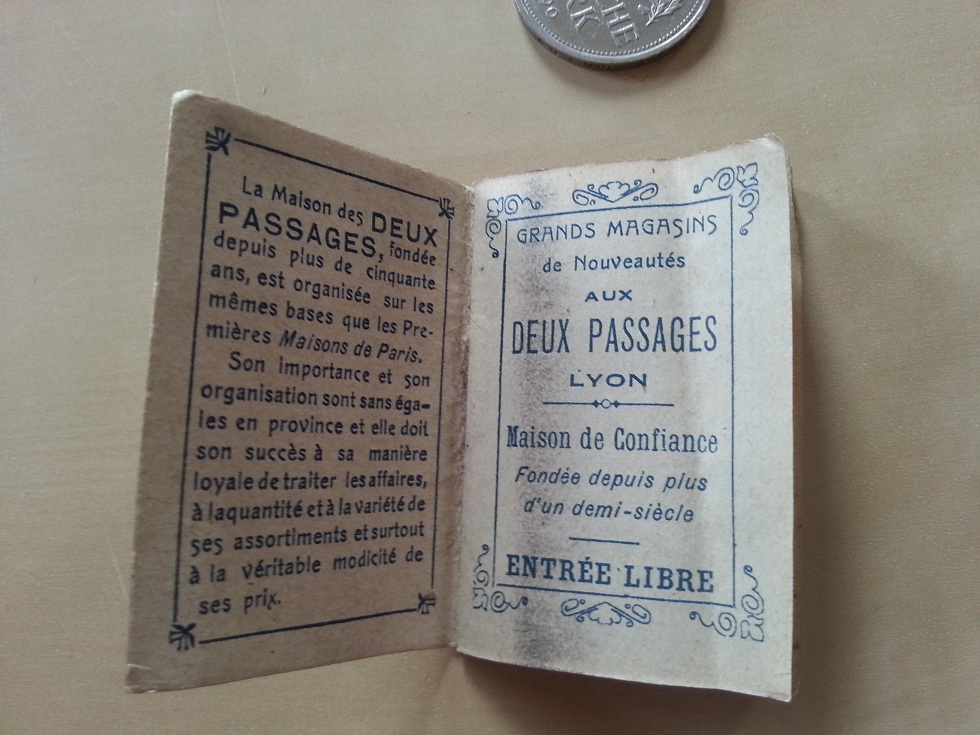 La Maison des DEUX
PASSAGES, fondée
depuis plus de cinquante
ans, est organisée sur les
mêmes bases que les Pre-
mières Maisons de Paris.
Son importance et son
organisation sont sans éga-
les en province et elle doit
son succès à sa manière
loyale de traiter les affaires,
à la quantité et à la variété de
ses assortiments et surtout
à la véritable modicité de
ses prix.
GRANDS MAGASINS
de Nouveautés
AUX
DEUX PASSAGES
LYON
Maison de Confiance
Fondée depuis plus
d'un demi-siècle
ENTRÉE LIBRE